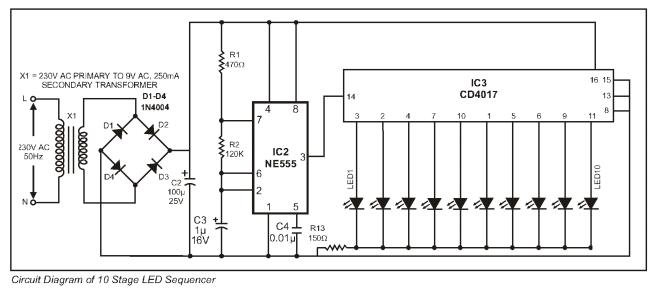 X1 = 230V AC PRIMARY TO 9V AC, 250mA
SECONDARY TRANSFORMER
D1-D4
1N4004
L
X1
230V AC
50Hz
N
D1
D2
D4
D3
C2
100µ
25V
+
R1
470Ω
R2
120K
C3
1µ
16V
+
4
8
7
6
2
IC2
NE555
3
1
5
C4
0.01µ
R13
150Ω
IC3
CD4017
14
16
15
13
8
3
2
4
7
10
1
5
6
9
11
LED1
LED10
Circuit Diagram of 10 Stage LED Sequencer